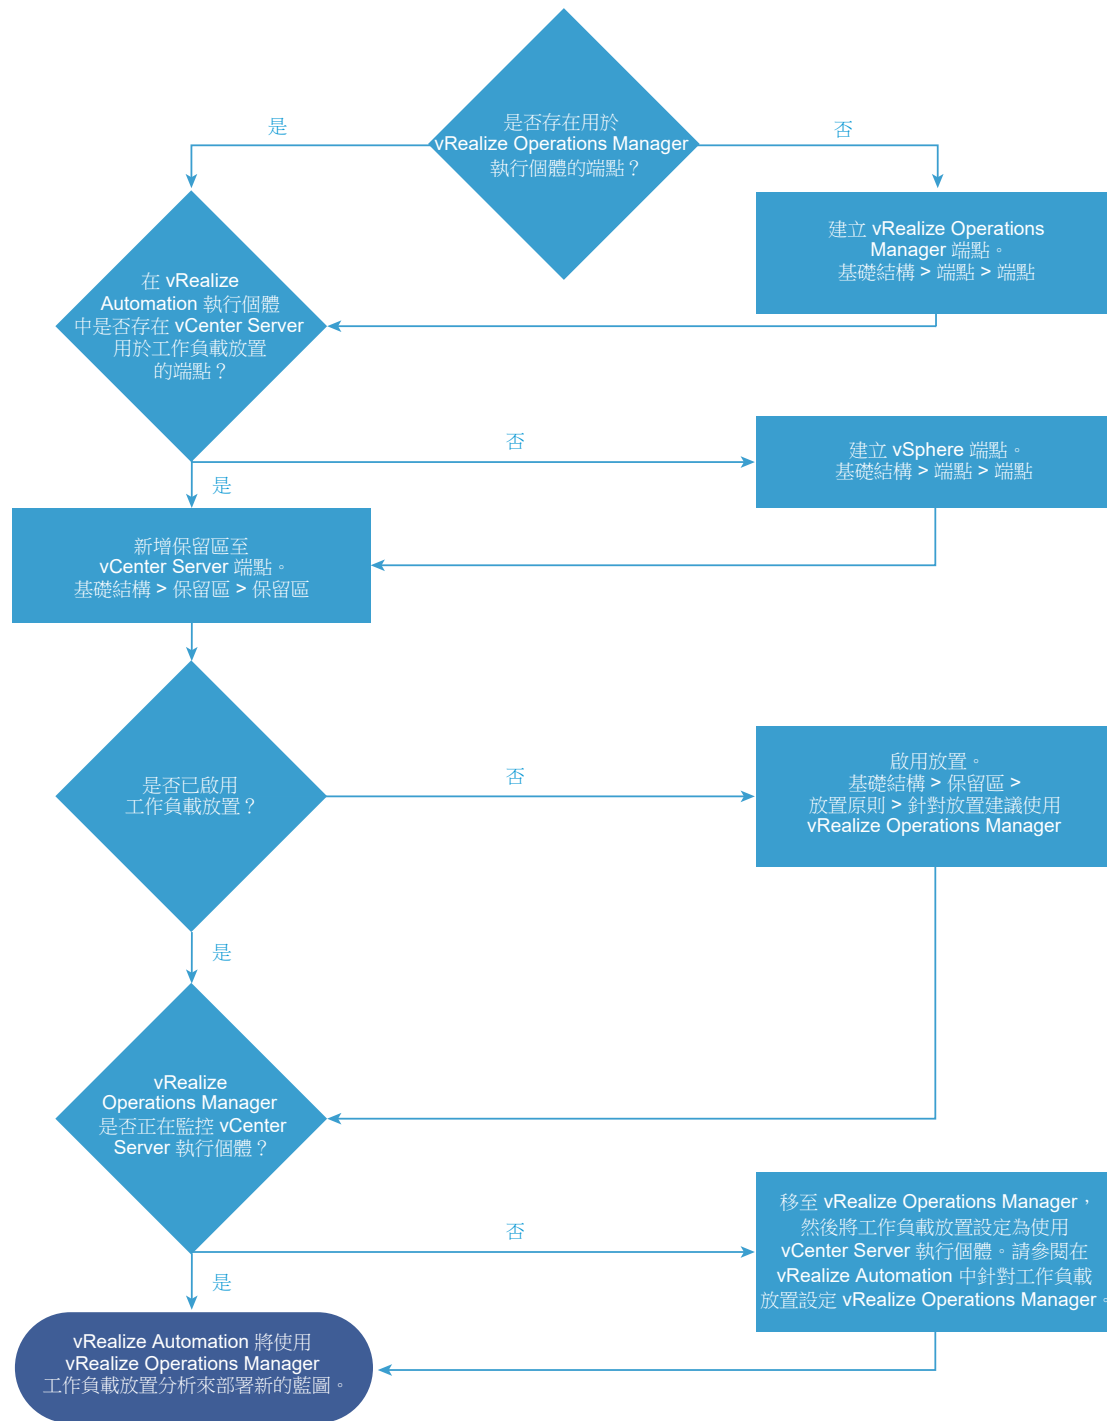 是否存在用於
vRealize Operations Manager
執行個體的端點？
是
否
建立 vRealize Operations
Manager 端點。
基礎結構 > 端點 > 端點
在 vRealize
Automation 執行個體
中是否存在 vCenter Server
用於工作負載放置
的端點？
否
是
建立 vSphere 端點。
基礎結構 > 端點 > 端點
新增保留區至
vCenter Server 端點。
基礎結構 > 保留區 > 保留區
是否已啟用
工作負載放置？
否
啟用放置。
基礎結構 > 保留區 >
放置原則 > 針對放置建議使用
vRealize Operations Manager
是
vRealize
Operations Manager
是否正在監控 vCenter
Server 執行個體？
否
是
移至 vRealize Operations Manager，
然後將工作負載放置設定為使用
vCenter Server 執行個體。請參閱在
vRealize Automation 中針對工作負載
放置設定 vRealize Operations Manager。
vRealize Automation 將使用
vRealize Operations Manager
工作負載放置分析來部署新的藍圖。